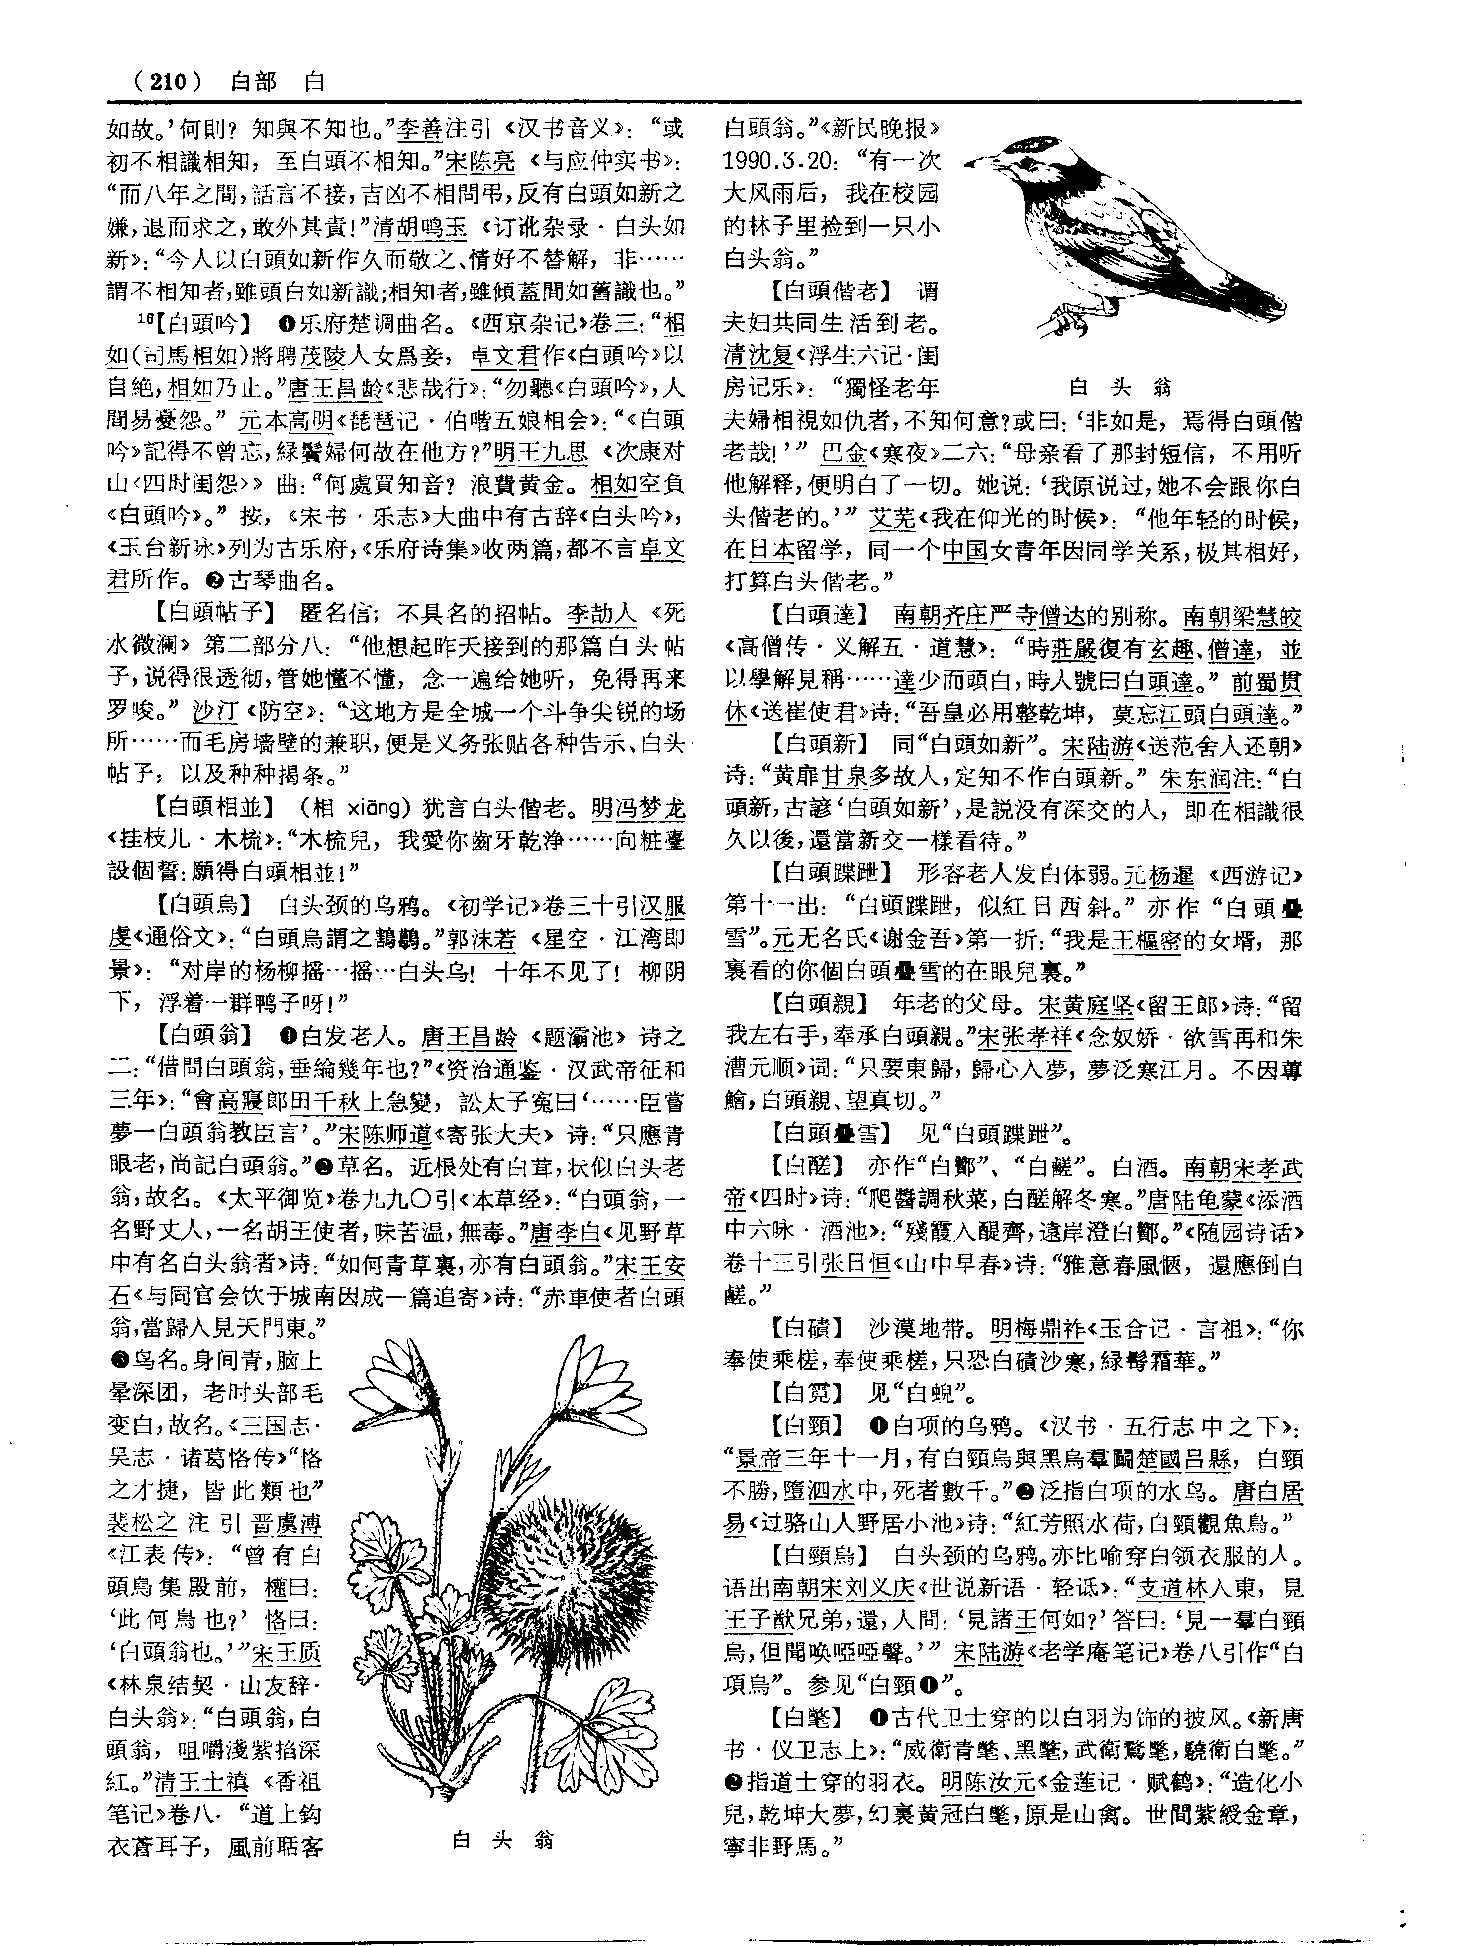 （210） 白部 白
如故。’何則？知與不知也。”李善注引《汉书音义》：“或
初不相識相知，至白頭不相知。”宋陈亮《与应仲实书》：
“而八年之間，話言不接，吉凶不相問弔，反有白頭如新之
嫌，退而求之，敢外其責！”清胡鸣玉《订讹杂录·白头如
新》：“今人以白頭如新作久而敬之、情好不替解，非……
謂不相知者，雖頭白如新識；相知者，雖傾蓋間如舊識也。”
16【白頭吟】 ❶乐府楚调曲名。《西京杂记》卷三：“相
如(司馬相如)將聘茂陵人女爲妾，卓文君作《白頭吟》以
自絶，相如乃止。”唐王昌龄《悲哉行》：“勿聽《白頭吟》，人
間易憂怨。”元本高明《琵琶记·伯喈五娘相会》：“《白頭
吟》記得不曾忘，緑鬢婦何故在他方？”明王九思《次康对
山〈四时闺怨〉》曲：“何處買知音？浪費黄金。相如空負
《白頭吟》。”按，《宋书·乐志》大曲中有古辞《白头吟》，
《玉台新咏》列为古乐府，《乐府诗集》收两篇，都不言卓文
君所作。❷古琴曲名。
【白頭帖子】 匿名信；不具名的招帖。李劼人《死
水微澜》第二部分八：“他想起昨天接到的那篇白头帖
子，说得很透彻，管她懂不懂，念一遍给她听，免得再来
罗唆。”沙汀《防空》：“这地方是全城一个斗争尖锐的场
所……而毛房墙壁的兼职，便是义务张贴各种告示、白头
帖子，以及种种揭条。”
【白頭相並】 （相 xiāng）犹言白头偕老。明冯梦龙
《挂枝儿·木梳》：“木梳兒，我愛你齒牙乾浄……向粧臺
設個誓：願得白頭相並！”
【白頭烏】 白头颈的乌鸦。《初学记》卷三十引汉服
虔《通俗文》：“白頭烏謂之鶷鶷。”郭沫若《星空·江湾即
景》：“对岸的杨柳摇…摇…白头乌！十年不见了！柳阴
下，浮着一群鸭子呀！”
【白頭翁】 ❶白发老人。唐王昌龄《题灞池》诗之
二：“借問白頭翁，垂綸幾年也？”《资治通鉴·汉武帝征和
三年》：“會高寢郎田千秋上急變，訟太子寃曰‘……臣嘗
夢一白頭翁教臣言’。”宋陈师道《寄张大夫》诗：“只應青
眼老，尚記白頭翁。”❷草名。近根处有白茸，状似白头老
翁，故名。《太平御览》卷九九〇引《本草经》：“白頭翁，一
名野丈人，一名胡王使者，味苦温，無毒。”唐李白《见野草
中有名白头翁者》诗：“如何青草裏，亦有白頭翁。”宋王安
石《与同官会饮于城南因成一篇追寄》诗：“赤車使者白頭
翁，當歸入見天門東。”
❸鸟名。身间青，脑上
晕深团，老时头部毛
变白，故名。《三国志·
吴志·诸葛恪传》“恪
之才捷，皆此類也”
裴松之注引晋虞溥
《江表传》：“曾有白
頭鳥集殿前，權曰：
‘此何鳥也？’恪曰：
‘白頭翁也。’”宋王质
《林泉结契·山友辞·
白头翁》：“白頭翁，白
頭翁，咀嚼淺紫掐深
紅。”清王士禛《香祖
笔记》卷八：“道上鈎
衣蒼耳子，風前聒客
白 头 翁
白頭翁。”《新民晚报》
1990.3.20：“有一次
大风雨后，我在校园
的林子里捡到一只小
白头翁。”
【白頭偕老】 谓
夫妇共同生活到老。
清沈复《浮生六记·闺
房记乐》：“獨怪老年
白 头 翁
夫婦相視如仇者，不知何意？或曰：‘非如是，焉得白頭偕
老哉！’”巴金《寒夜》二六：“母亲看了那封短信，不用听
他解释，便明白了一切。她说：‘我原说过，她不会跟你白
头偕老的。’”艾芜《我在仰光的时候》：“他年轻的时候，
在日本留学，同一个中国女青年因同学关系，极其相好，
打算白头偕老。”
【白頭達】 南朝齐庄严寺僧达的别称。南朝梁慧皎
《高僧传·义解五·道慧》：“時莊嚴復有玄趣、僧達，並
以學解見稱……達少而頭白，時人號曰白頭達。”前蜀贯
休《送崔使君》诗：“吾皇必用整乾坤，莫忘江頭白頭達。”
【白頭新】 同“白頭如新”。宋陆游《送范舍人还朝》
诗：“黄扉甘泉多故人，定知不作白頭新。”朱东润注：“白
頭新，古諺‘白頭如新’，是説没有深交的人，即在相識很
久以後，還當新交一樣看待。”
【白頭蹀躞】 形容老人发白体弱。元杨暹《西游记》
第十一出：“白頭蹀躞，似紅日西斜。”亦作“白頭疊
雪”。元无名氏《谢金吾》第一折：“我是王樞密的女壻，那
裏看的你個白頭疊雪的在眼兒裏。”
【白頭親】 年老的父母。宋黄庭坚《留王郎》诗：“留
我左右手，奉承白頭親。”宋张孝祥《念奴娇·欲雪再和朱
漕元顺》词：“只要東歸，歸心入夢，夢泛寒江月。不因蓴
鱠，白頭親、望真切。”
【白頭疊雪】 见“白頭蹀躞”。
【白醝】 亦作“白酇”、“白鹺”。白酒。南朝宋孝武
帝《四时》诗：“爬醬調秋菜，白醝解冬寒。”唐陆龟蒙《添酒
中六咏·酒池》：“殘霞入醍齊，遠岸澄白酇。”《随园诗话》
卷十三引张日恒《山中早春》诗：“雅意春風愜，還應倒白
鹺。”
【白磧】 沙漠地带。明梅鼎祚《玉合记·言祖》：“你
奉使乘槎，奉使乘槎，只恐白磧沙寒，緑鬢霜華。”
【白霓】 见“白蜺”。
【白頸】 ❶白项的乌鸦。《汉书·五行志中之下》：
“景帝三年十一月，有白頸烏與黑烏羣鬭楚國吕縣，白頸
不勝，墮泗水中，死者數千。”❷泛指白项的水鸟。唐白居
易《过骆山人野居小池》诗：“紅芳照水荷，白頸觀魚鳥。”
【白頸烏】 白头颈的乌鸦。亦比喻穿白领衣服的人。
语出南朝宋刘义庆《世说新语·轻诋》：“支道林入東，見
王子猷兄弟，還，人問：‘見諸王何如？’答曰：‘見一羣白頸
烏，但聞唤啞啞聲。’”宋陆游《老学庵笔记》卷八引作“白
項烏”。参见“白頸❶”。
【白氅】 ❶古代卫士穿的以白羽为饰的披风。《新唐
书·仪卫志上》：“威衛青氅、黑氅，武衛鶩氅，驍衛白氅。”
❷指道士穿的羽衣。明陈汝元《金莲记·赋鹤》：“造化小
兒，乾坤大夢，幻裏黄冠白氅，原是山禽。世間紫綬金章，
寧非野馬。”